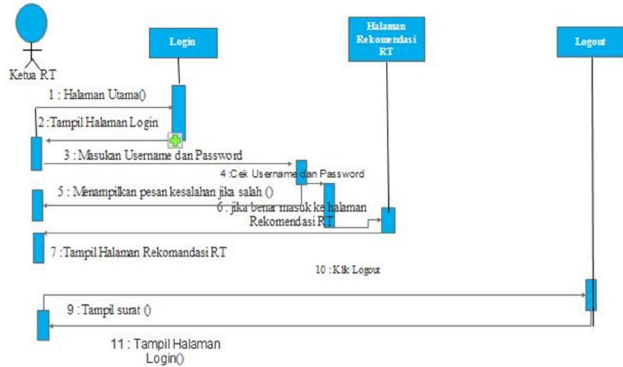 Halaman
Rekomendasi
RT
Login
Logout
Ketua RT
1 : Halaman Utama()
2:Tampil Halaman Login
3 : Masukan Username dan Password
4 :Cek Username dan Password
5 : Menampilkan pesan kesalahan jika salah ()
6 : jika benar masuk ke halaman
Rekomendasi RT
7 :Tampil Halaman Rekomandasi RT
10 : Klik Logout
9 : Tampil surat ()
11 : Tampil Halaman
Login()